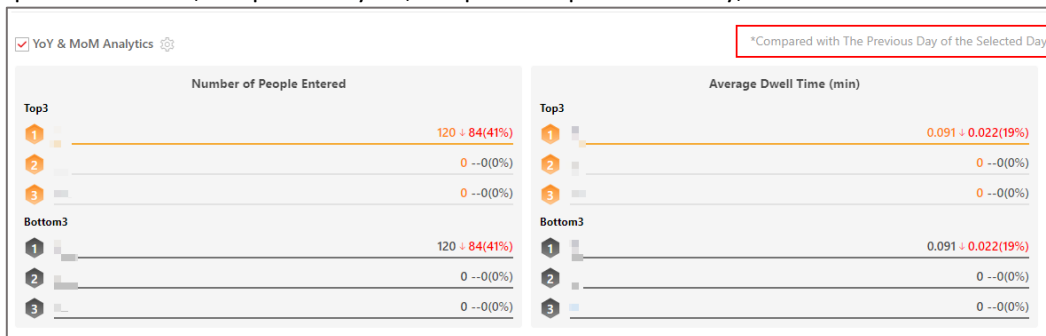 YoY & MoM Analytics
*Compared with The Previous Day of the Selected Day
Number of People Entered
Top3
1 120 ↓ 84(41%)
2 0 --0(0%)
3 0 --0(0%)
Bottom3
1 120 ↓ 84(41%)
2 0 --0(0%)
3 0 --0(0%)
Average Dwell Time (min)
Top3
1 0.091 ↓ 0.022(19%)
2 0 --0(0%)
3 0 --0(0%)
Bottom3
1 0.091 ↓ 0.022(19%)
2 0 --0(0%)
3 0 --0(0%)